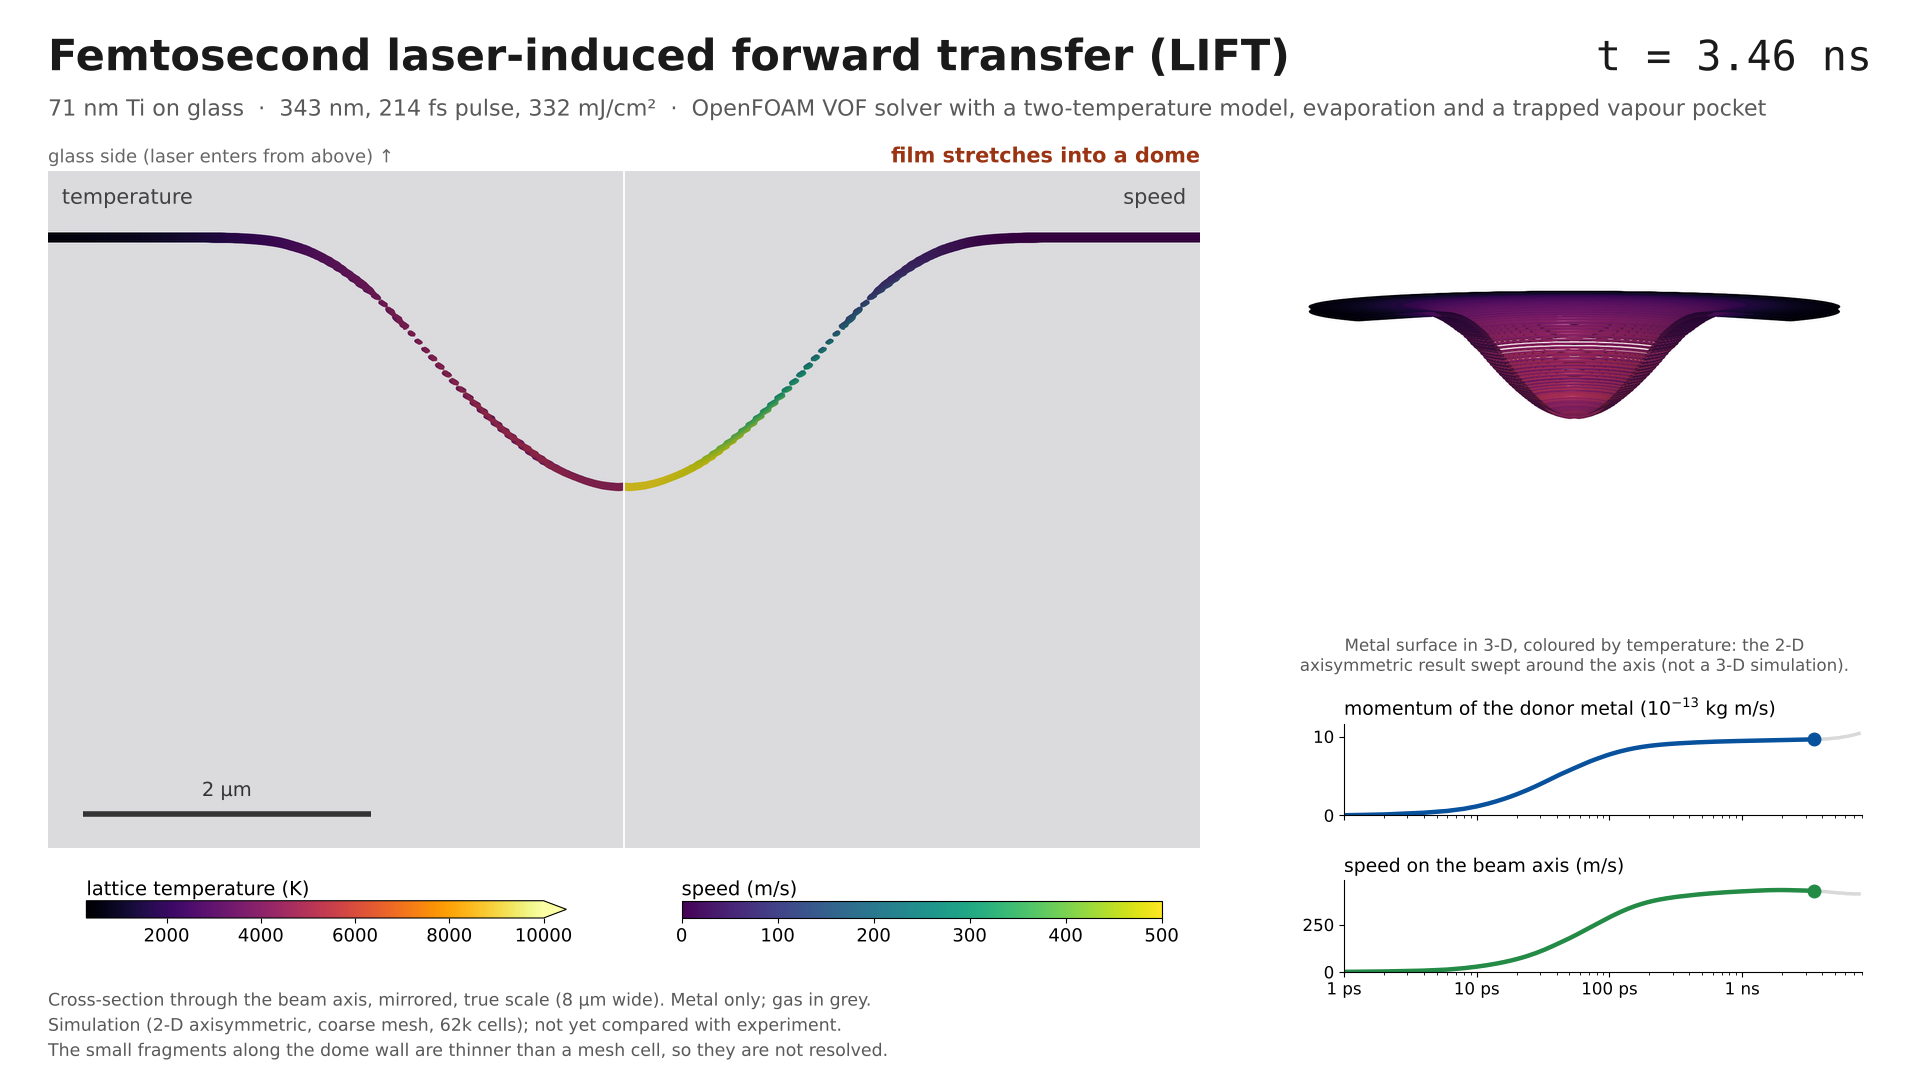 Femtosecond laser-induced forward transfer (LIFT)
t = 3.46 ns
71 nm Ti on glass · 343 nm, 214 fs pulse, 332 mJ/cm² · OpenFOAM VOF solver with a two-temperature model, evaporation and a trapped vapour pocket
glass side (laser enters from above) ↑
film stretches into a dome
temperature
speed
2 µm
lattice temperature (K)
2000 4000 6000 8000 10000
speed (m/s)
0 100 200 300 400 500
Cross-section through the beam axis, mirrored, true scale (8 µm wide). Metal only; gas in grey.
Simulation (2-D axisymmetric, coarse mesh, 62k cells); not yet compared with experiment.
The small fragments along the dome wall are thinner than a mesh cell, so they are not resolved.
Metal surface in 3-D, coloured by temperature: the 2-D
axisymmetric result swept around the axis (not a 3-D simulation).
momentum of the donor metal (10⁻¹³ kg m/s)
10
0
speed on the beam axis (m/s)
250
0
1 ps 10 ps 100 ps 1 ns